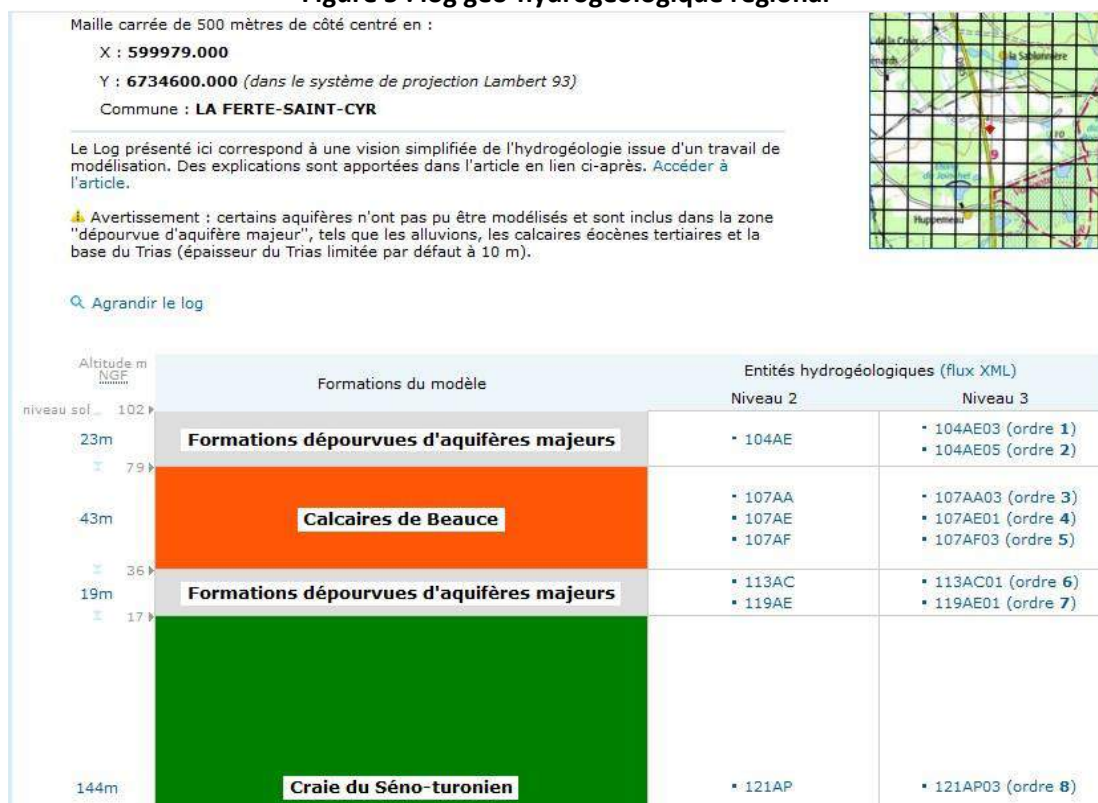 Maille carrée de 500 mètres de côté centré en :
X : 599979.000
Y : 6734600.000 (dans le système de projection Lambert 93)
Commune : LA FERTE-SAINT-CYR
Le Log présenté ici correspond à une vision simplifiée de l'hydrogéologie issue d'un travail de
modélisation. Des explications sont apportées dans l'article en lien ci-après. Accéder à
l'article.
Avertissement : certains aquifères n'ont pas pu être modélisés et sont inclus dans la zone
"dépourvue d'aquifère majeur", tels que les alluvions, les calcaires éocènes tertiaires et la
base du Trias (épaisseur du Trias limitée par défaut à 10 m).
la Sablonnière
110
9
Huppemeau
Agrandir le log
Altitude m
NGF
Formations du modèle
Entités hydrogéologiques (flux XML)
Niveau 2
Niveau 3
niveau sol 102
23m
Formations dépourvues d'aquifères majeurs
104AE
104AE03 (ordre 1)
104AE05 (ordre 2)
79
43m
Calcaires de Beauce
107AA
107AE
107AF
107AA03 (ordre 3)
107AE01 (ordre 4)
107AF03 (ordre 5)
36
19m
Formations dépourvues d'aquifères majeurs
113AC
119AE
113AC01 (ordre 6)
119AE01 (ordre 7)
17
144m
Craie du Séno-turonien
121AP
121AP03 (ordre 8)